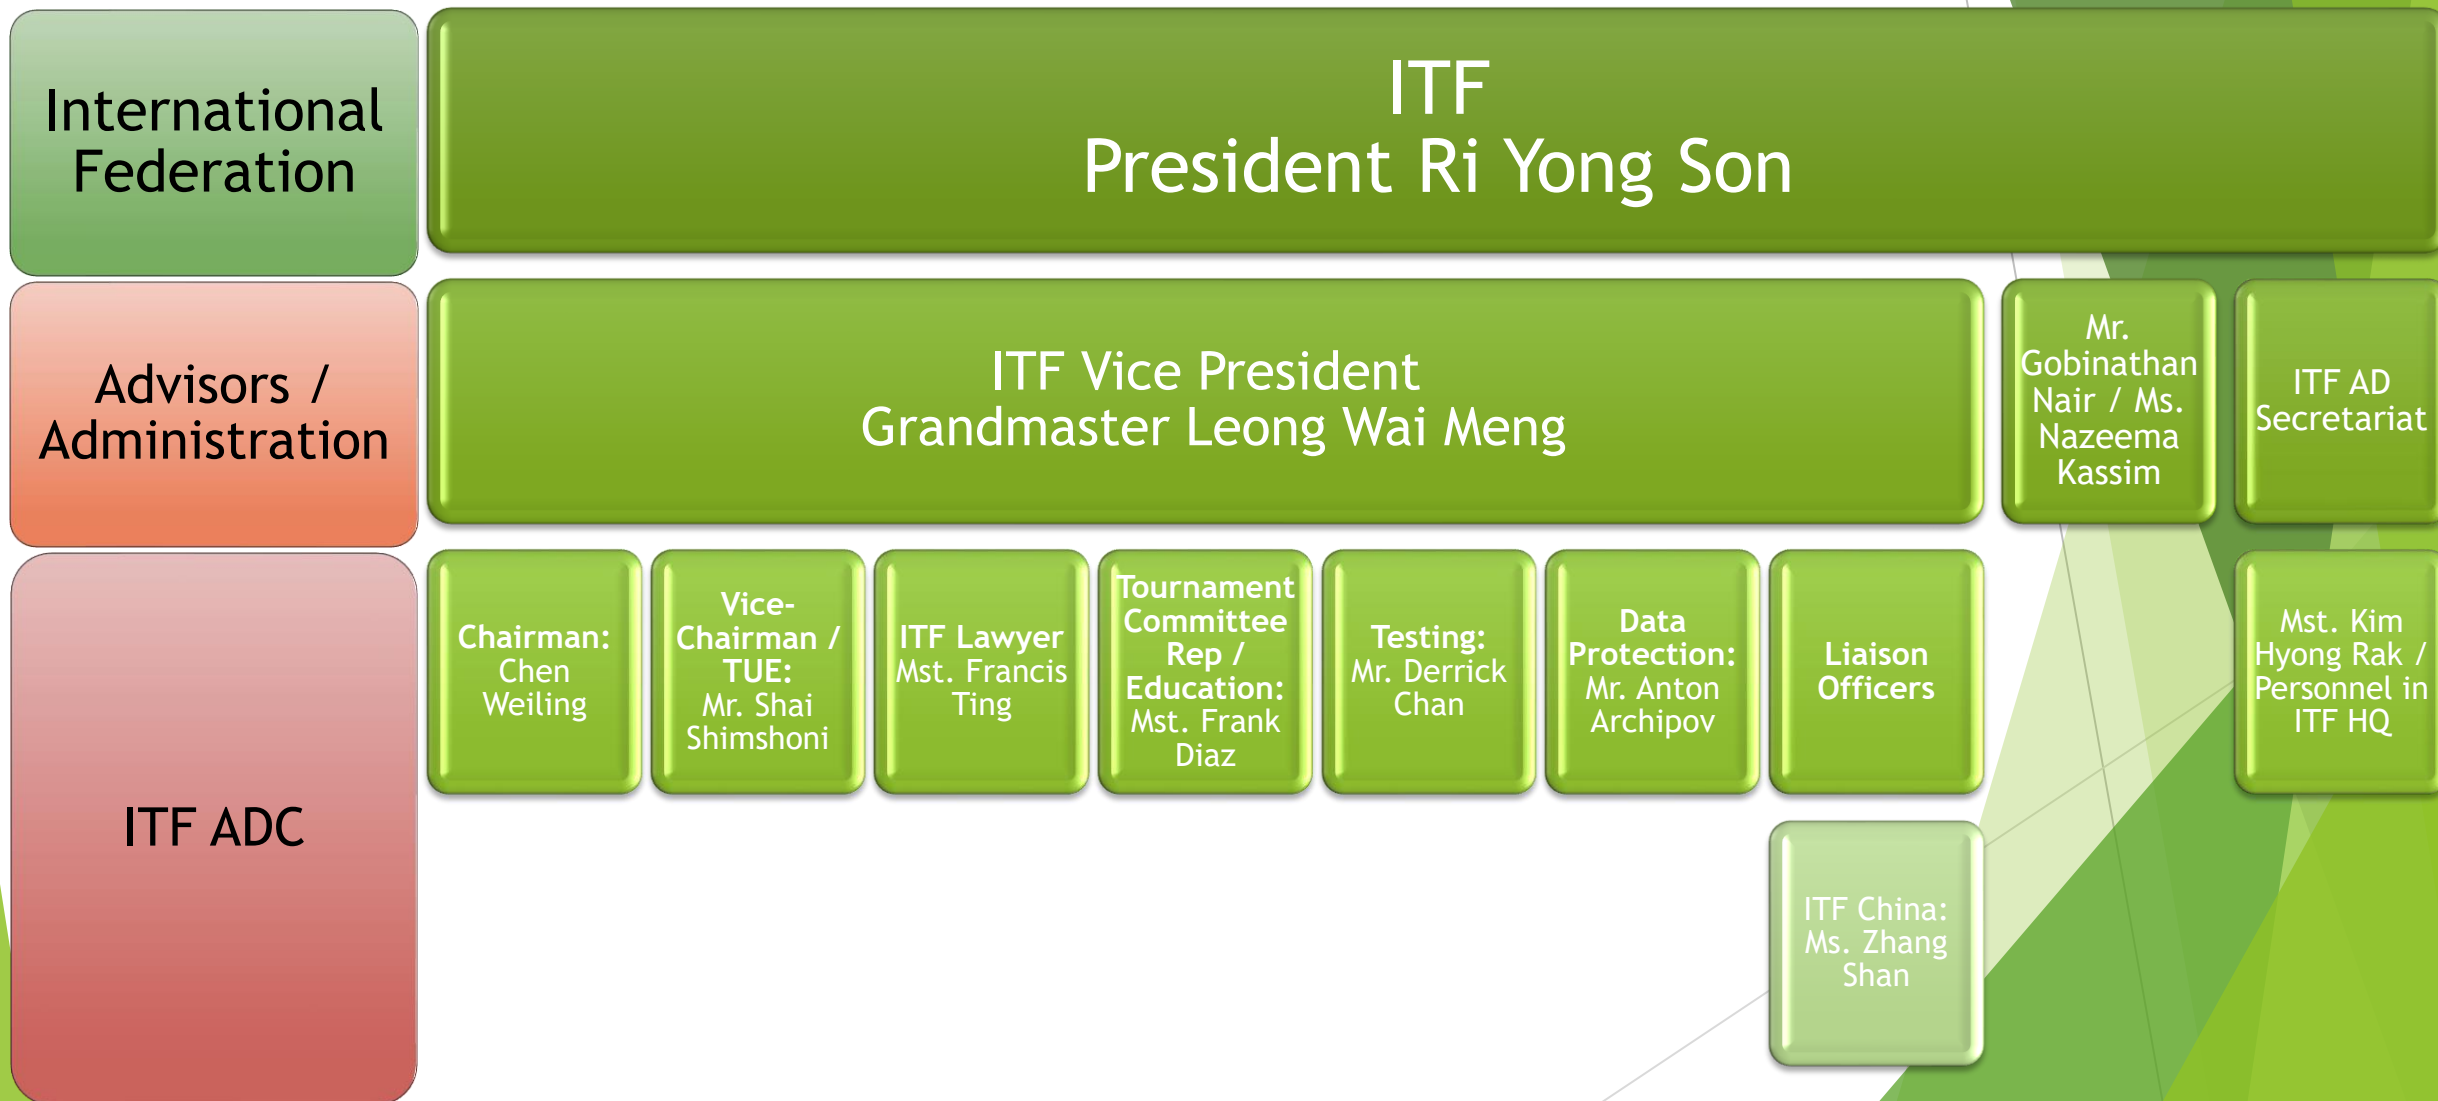 International
Federation
ITF
President Ri Yong Son
Advisors /
Administration
ITF Vice President
Grandmaster Leong Wai Meng
Mr.
Gobinathan
Nair / Ms.
Nazeema
Kassim
ITF AD
Secretariat
ITF ADC
Chairman:
Chen
Weiling
Vice-
Chairman /
TUE:
Mr. Shai
Shimshoni
ITF Lawyer
Mst. Francis
Ting
Tournament
Committee
Rep /
Education:
Mst. Frank
Diaz
Testing:
Mr. Derrick
Chan
Data
Protection:
Mr. Anton
Archipov
Liaison
Officers
Mst. Kim
Hyong Rak /
Personnel in
ITF HQ
ITF China:
Ms. Zhang
Shan